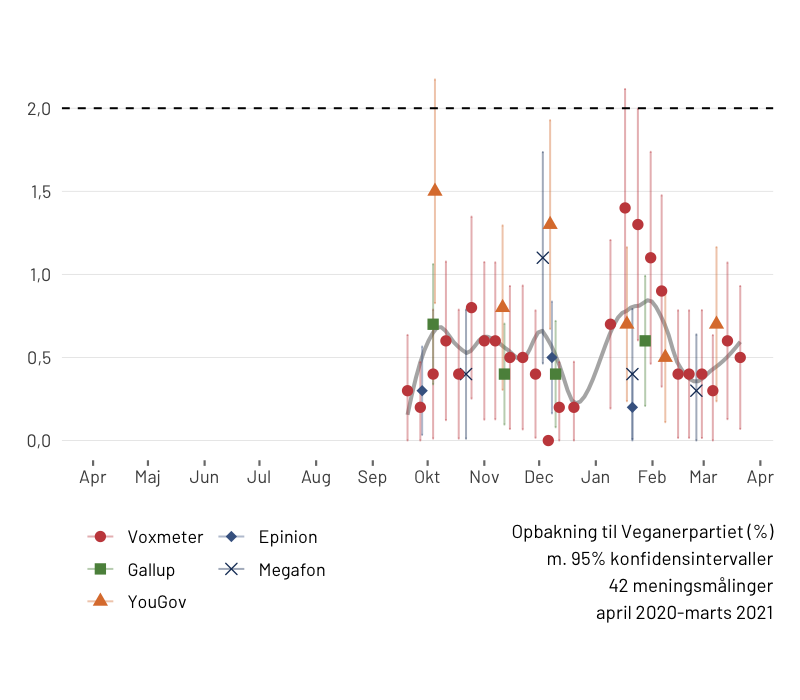 2,0
1,5
1,0
0,5
0,0
Apr Maj Jun Jul Aug Sep Okt Nov Dec Jan Feb Mar Apr
Voxmeter Epinion
Gallup Megafon
YouGov
Opbakning til Veganerpartiet (%)
m. 95% konfidensintervaller
42 meningsmålinger
april 2020-marts 2021